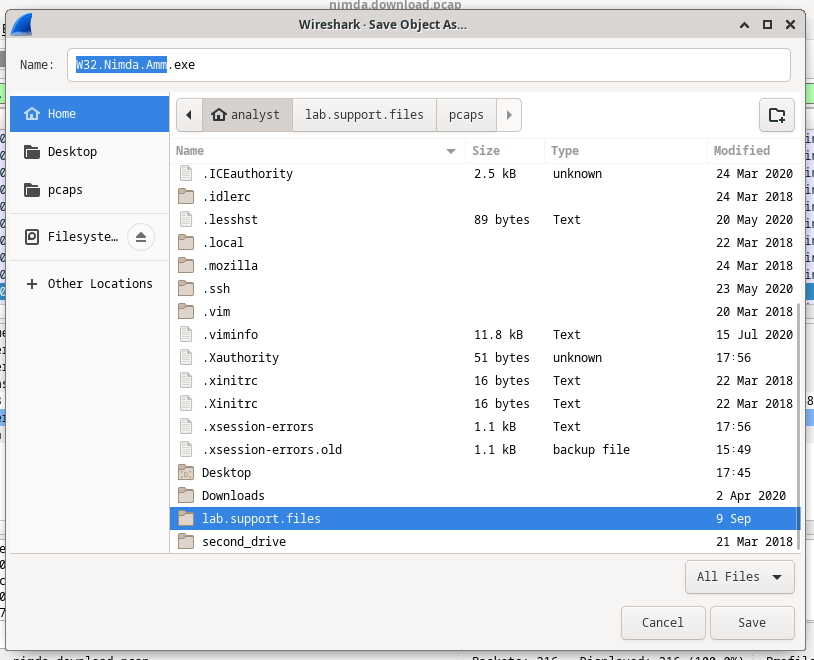 nimda.download.pcap
Wireshark · Save Object As...
Name: W32.Nimda.Amm.exe
Home
Desktop
pcaps
Filesyste...
Other Locations
analyst lab.support.files pcaps
Name Size Type Modified
.ICEauthority 2.5 kB unknown 24 Mar 2020
.idlerc 24 Mar 2018
.lesshst 89 bytes Text 20 May 2020
.local 22 Mar 2018
.mozilla 24 Mar 2018
.ssh 23 May 2020
.vim 20 Mar 2018
.viminfo 11.8 kB Text 15 Jul 2020
.Xauthority 51 bytes unknown 17:56
.xinitrc 16 bytes Text 22 Mar 2018
.Xinitrc 16 bytes Text 22 Mar 2018
.xsession-errors 1.1 kB Text 17:56
.xsession-errors.old 1.1 kB backup file 15:49
Desktop 17:45
Downloads 2 Apr 2020
lab.support.files 9 Sep
second_drive 21 Mar 2018
All Files
Cancel Save
nimda.download.pcap Packets: 216 Displayed: 216 (100.0%)